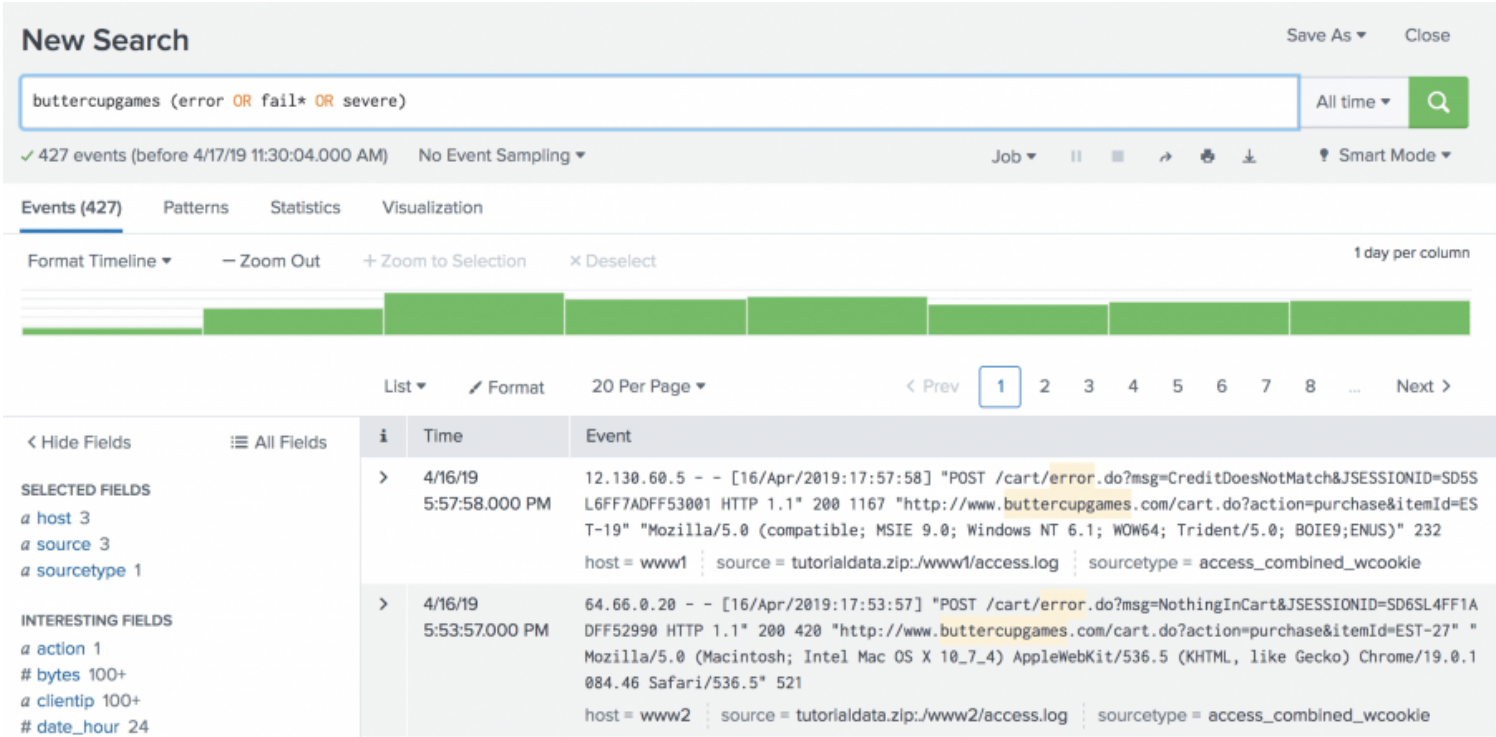 New Search
Save As Close
buttercupgames (error OR fail* OR severe)
All time
427 events (before 4/17/19 11:30:04.000 AM) No Event Sampling
Job Smart Mode
Events (427) Patterns Statistics Visualization
Format Timeline — Zoom Out + Zoom to Selection × Deselect
1 day per column
List Format 20 Per Page
< Prev 1 2 3 4 5 6 7 8 ... Next >
< Hide Fields All Fields
SELECTED FIELDS
a host 3
a source 3
a sourcetype 1
INTERESTING FIELDS
a action 1
# bytes 100+
a clientip 100+
# date_hour 24
i Time Event
> 4/16/19
5:57:58.000 PM
12.130.60.5 - - [16/Apr/2019:17:57:58] "POST /cart/error.do?msg=CreditDoesNotMatch&JSESSIONID=SD5S
L6FF7ADFF53001 HTTP 1.1" 200 1167 "http://www.buttercupgames.com/cart.do?action=purchase&itemId=ES
T-19" "Mozilla/5.0 (compatible; MSIE 9.0; Windows NT 6.1; WOW64; Trident/5.0; BOIE9;ENUS)" 232
host = www1 source = tutorialdata.zip:./www1/access.log sourcetype = access_combined_wcookie
> 4/16/19
5:53:57.000 PM
64.66.0.20 - - [16/Apr/2019:17:53:57] "POST /cart/error.do?msg=NothingInCart&JSESSIONID=SD6SL4FF1A
DFF52990 HTTP 1.1" 200 420 "http://www.buttercupgames.com/cart.do?action=purchase&itemId=EST-27" "
Mozilla/5.0 (Macintosh; Intel Mac OS X 10_7_4) AppleWebKit/536.5 (KHTML, like Gecko) Chrome/19.0.1
084.46 Safari/536.5" 521
host = www2 source = tutorialdata.zip:./www2/access.log sourcetype = access_combined_wcookie